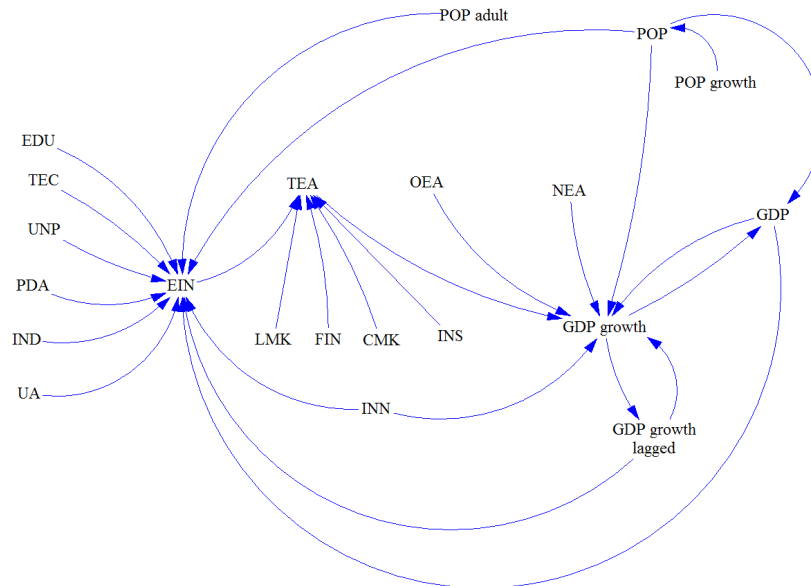 POP adult
POP
POP growth
EDU
TEC
TEA
OEA
NEA
UNP
GDP
PDA
EIN
IND
LMK
FIN
CMK
INS
GDP growth
UA
INN
GDP growth
lagged